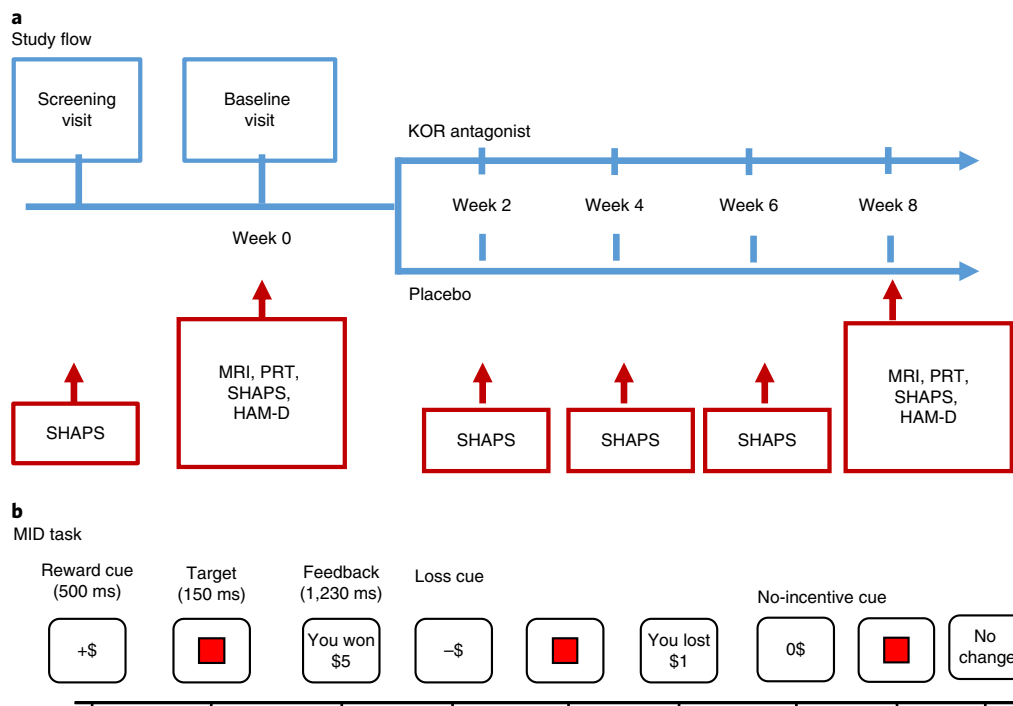 a
Study flow
Screening
visit
Baseline
visit
KOR antagonist
Week 2
Week 4
Week 6
Week 8
Week 0
Placebo
SHAPS
MRI, PRT,
SHAPS,
HAM-D
SHAPS
SHAPS
SHAPS
MRI, PRT,
SHAPS,
HAM-D
b
MID task
Reward cue
(500 ms)
Target
(150 ms)
Feedback
(1,230 ms)
Loss cue
No-incentive cue
+$
You won
$5
–$
You lost
$1
0$
No
change